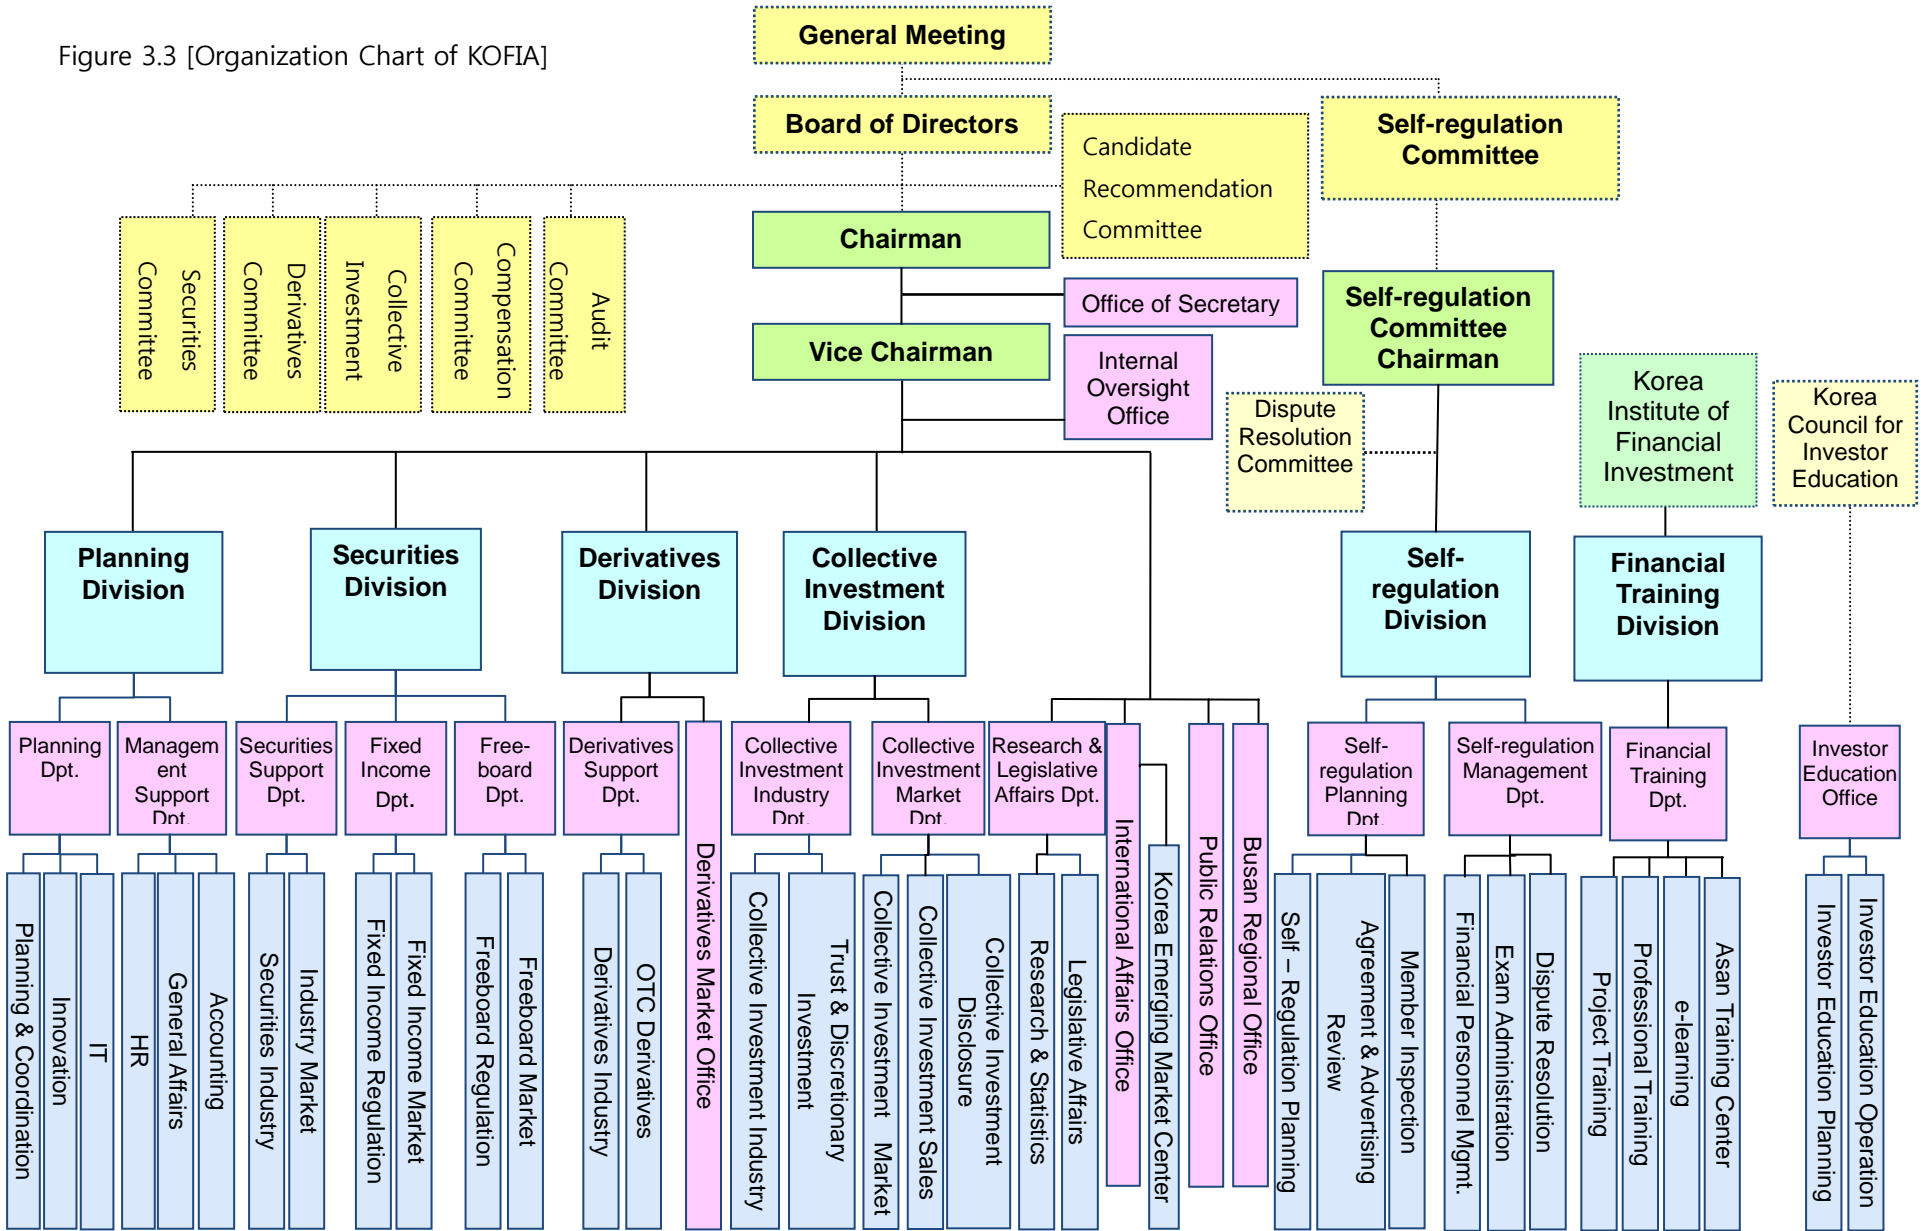 Figure 3.3 [Organization Chart of KOFIA]
General Meeting
Board of Directors
Self-regulation
Committee
Candidate
Recommendation
Committee
Securities
Committee
Derivatives
Committee
Collective
Investment
Compensation
Committee
Audit
Committee
Chairman
Office of Secretary
Vice Chairman
Internal
Oversight
Office
Self-regulation
Committee
Chairman
Dispute
Resolution
Committee
Korea
Institute of
Financial
Investment
Korea
Council for
Investor
Education
Planning
Division
Securities
Division
Derivatives
Division
Collective
Investment
Division
Self-
regulation
Division
Financial
Training
Division
Planning
Dpt.
Managem
ent
Support
Dpt.
Securities
Support
Dpt.
Fixed
Income
Dpt.
Free-
board
Dpt.
Derivatives
Support
Dpt.
Derivatives Market Office
Collective
Investment
Industry
Dpt.
Collective
Investment
Market
Dpt.
Research &
Legislative
Affairs Dpt.
International Affairs Office
Korea Emerging Market Center
Public Relations Office
Busan Regional Office
Self-
regulation
Planning
Dpt.
Self-regulation
Management
Dpt.
Financial
Training
Dpt.
Investor
Education
Office
Planning & Coordination
Innovation
IT
HR
General Affairs
Accounting
Securities Industry
Industry Market
Fixed Income Regulation
Fixed Income Market
Freeboard Regulation
Freeboard Market
Derivatives Industry
OTC Derivatives
Collective Investment Industry
Trust & Discretionary
Investment
Collective Investment Market
Collective Investment Sales
Collective Investment
Disclosure
Research & Statistics
Legislative Affairs
Self – Regulation Planning
Agreement & Advertising
Review
Member Inspection
Financial Personnel Mgmt.
Exam Administration
Dispute Resolution
Project Training
Professional Training
e-learning
Asan Training Center
Investor Education Planning
Investor Education Operation